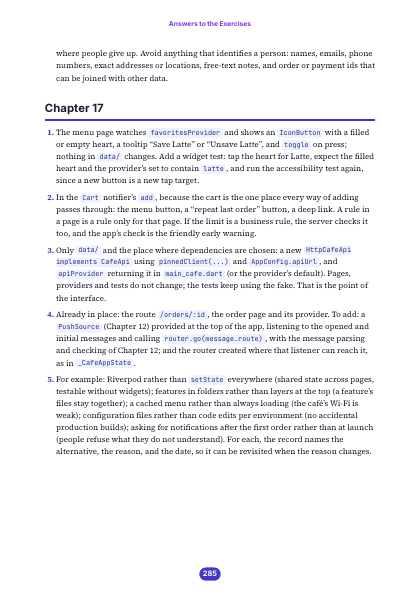 Answers to the Exercises
where people give up. Avoid anything that identifies a person: names, emails, phone
numbers, exact addresses or locations, free-text notes, and order or payment ids that
can be joined with other data.
Chapter 17
1. The menu page watches favoritesProvider and shows an IconButton with a filled
or empty heart, a tooltip “Save Latte” or “Unsave Latte”, and toggle on press;
nothing in data/ changes. Add a widget test: tap the heart for Latte, expect the filled
heart and the provider’s set to contain latte, and run the accessibility test again,
since a new button is a new tap target.
2. In the Cart notifier’s add, because the cart is the one place every way of adding
passes through: the menu button, a “repeat last order” button, a deep link. A rule in
a page is a rule only for that page. If the limit is a business rule, the server checks it
too, and the app’s check is the friendly early warning.
3. Only data/ and the place where dependencies are chosen: a new HttpCafeApi
implements CafeApi using pinnedClient(...) and AppConfig.apiUrl, and
apiProvider returning it in main_cafe.dart (or the provider’s default). Pages,
providers and tests do not change; the tests keep using the fake. That is the point of
the interface.
4. Already in place: the route /orders/:id, the order page and its provider. To add: a
PushSource (Chapter 12) provided at the top of the app, listening to the opened and
initial messages and calling router.go(message.route), with the message parsing
and checking of Chapter 12; and the router created where that listener can reach it,
as in _CafeAppState.
5. For example: Riverpod rather than setState everywhere (shared state across pages,
testable without widgets); features in folders rather than layers at the top (a feature’s
files stay together); a cached menu rather than always loading (the café’s Wi-Fi is
weak); configuration files rather than code edits per environment (no accidental
production builds); asking for notifications after the first order rather than at launch
(people refuse what they do not understand). For each, the record names the
alternative, the reason, and the date, so it can be revisited when the reason changes.
285